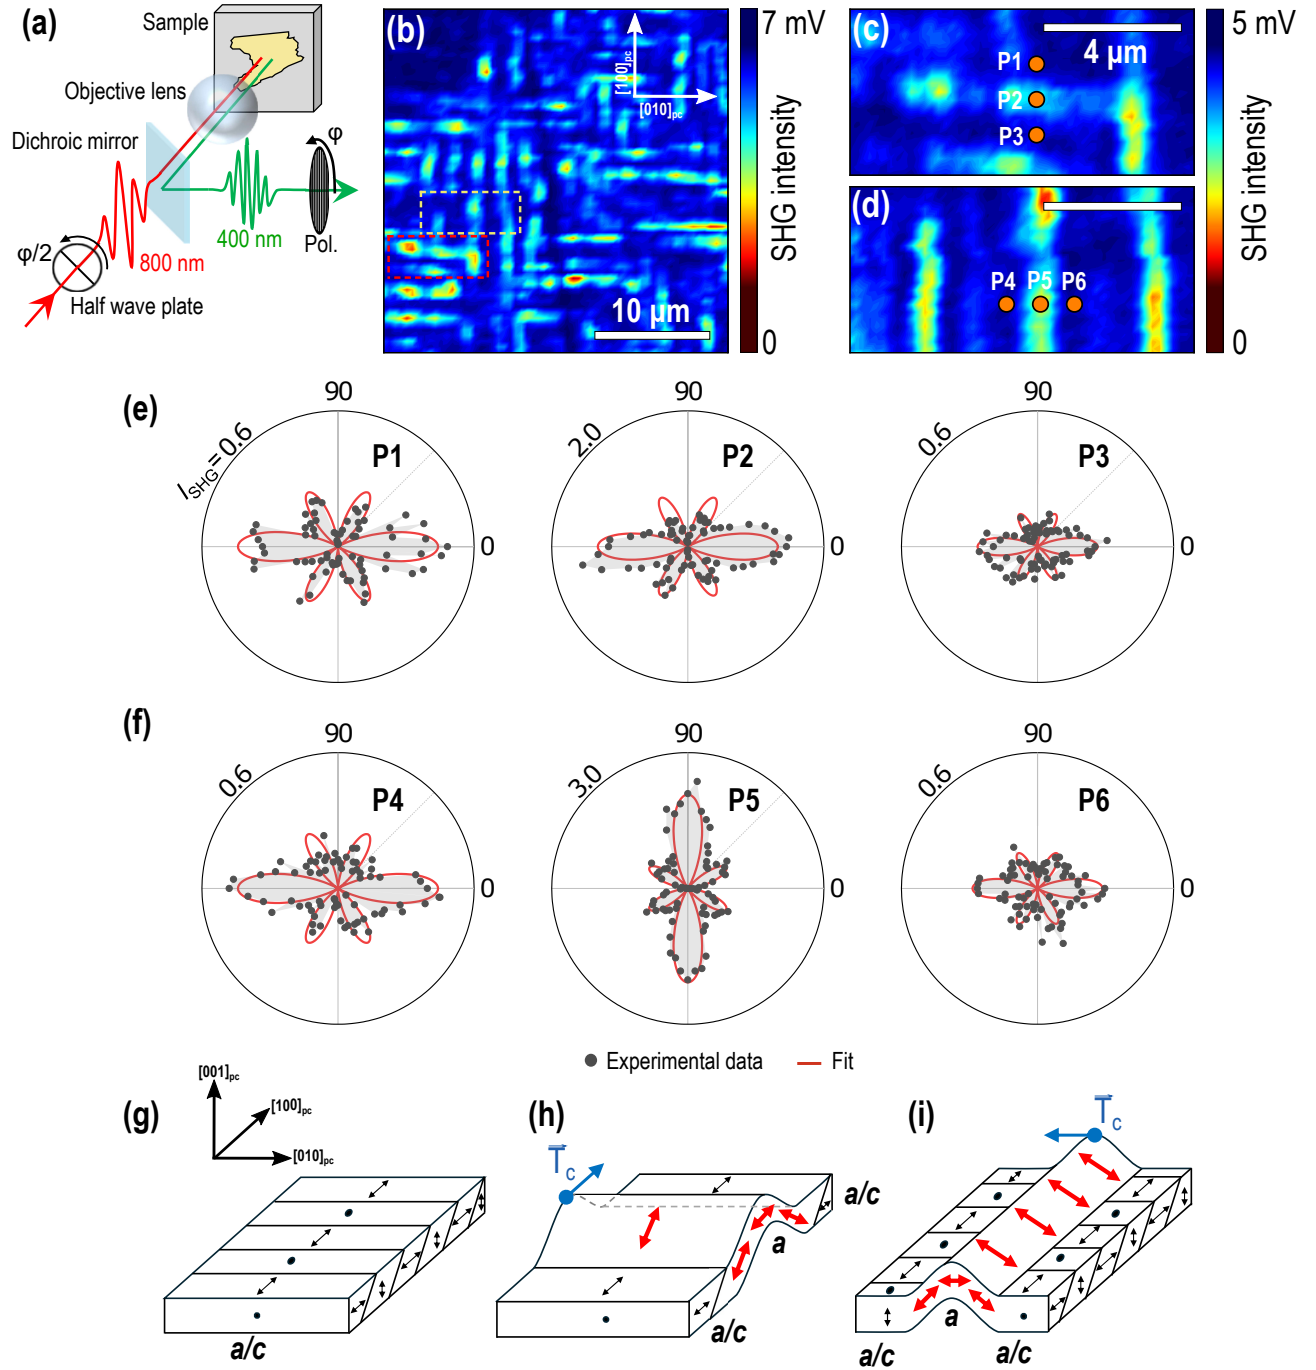 (a)
Sample
Objective lens
Dichroic mirror
φ
φ/2
800 nm
400 nm
Pol.
Half wave plate
(b)
[100]pc
[010]pc
10 µm
7 mV
SHG intensity
0
(c)
4 µm
P1
P2
P3
(d)
P4 P5 P6
5 mV
SHG intensity
0
(e)
90
ISHG = 0.6
P1
0
90
2.0
P2
0
90
0.6
P3
0
(f)
90
0.6
P4
0
90
3.0
P5
0
90
0.6
P6
0
Experimental data
Fit
(g)
[001]pc
[100]pc
[010]pc
a/c
(h)
Tc
a/c
a
a/c
(i)
Tc
a/c
a
a/c